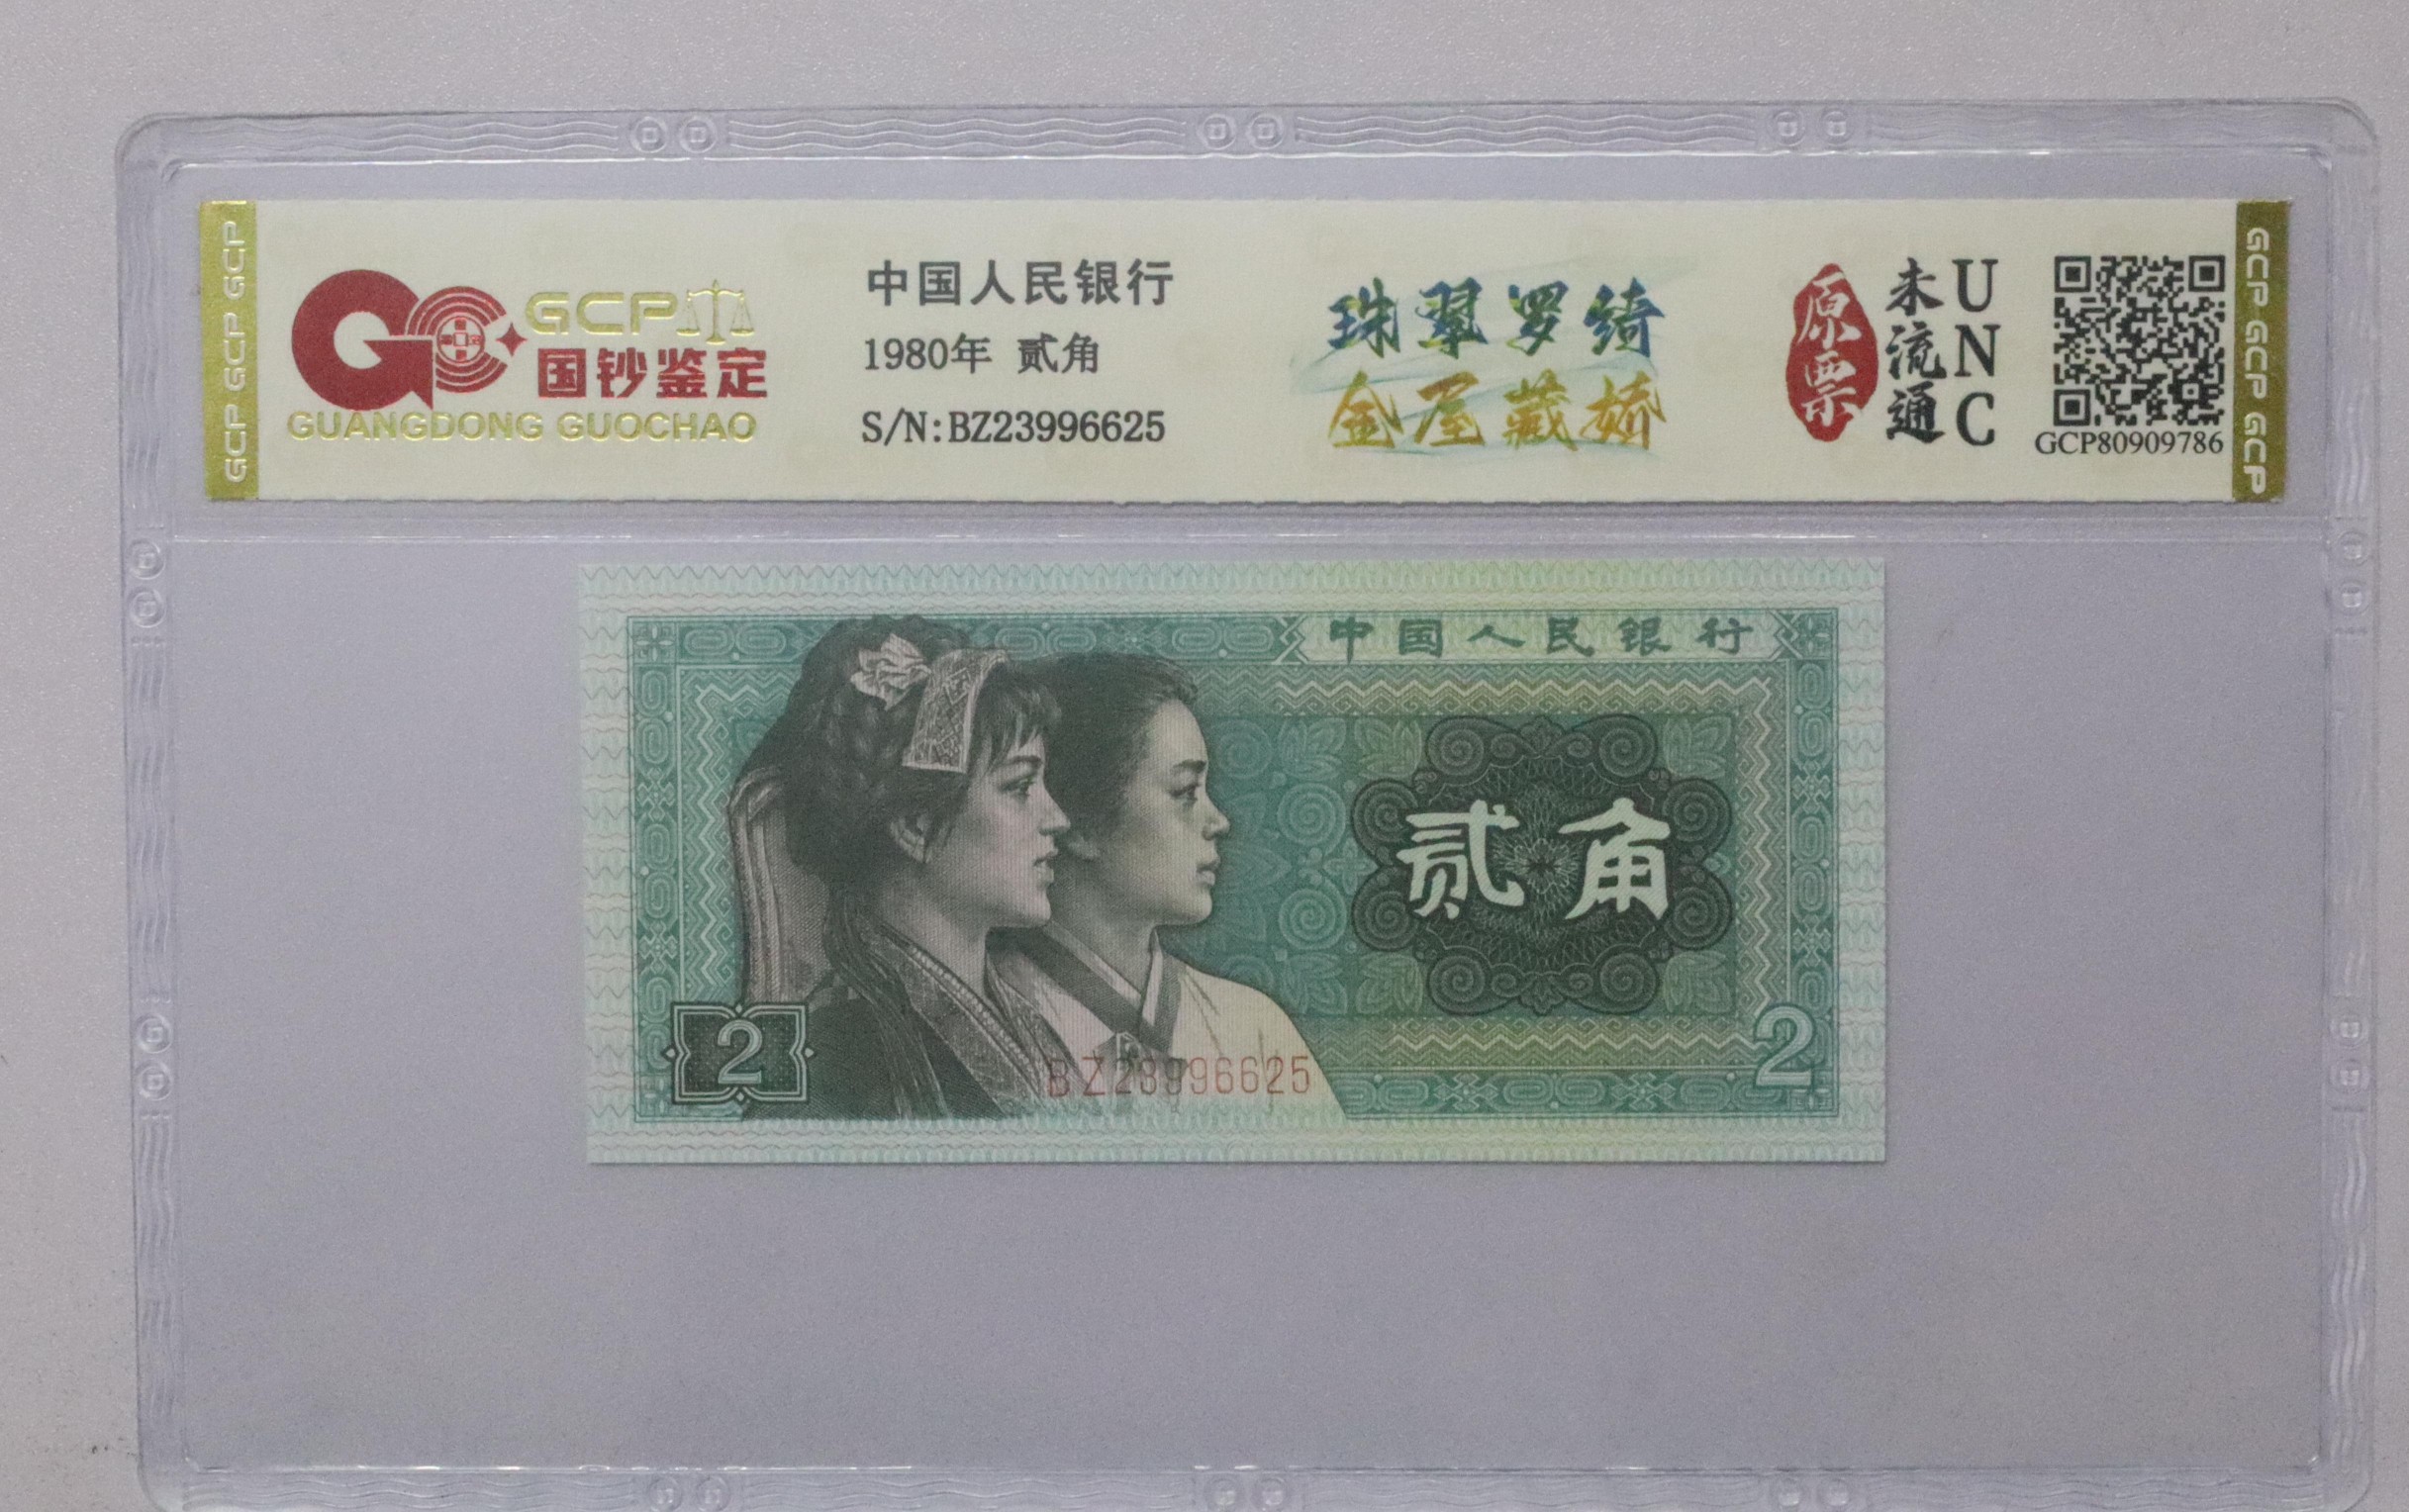 GCP GCP GCP
GCP
国钞鉴定
GUANGDONG GUOCHAO
中国人民银行
1980年 贰角
S/N:BZ23996625
珠翠罗绮
金屋藏娇
原票
未流通
UNC
GCP80909786
GCP GCP GCP
中国人民银行
贰角
2
BZ23996625
2